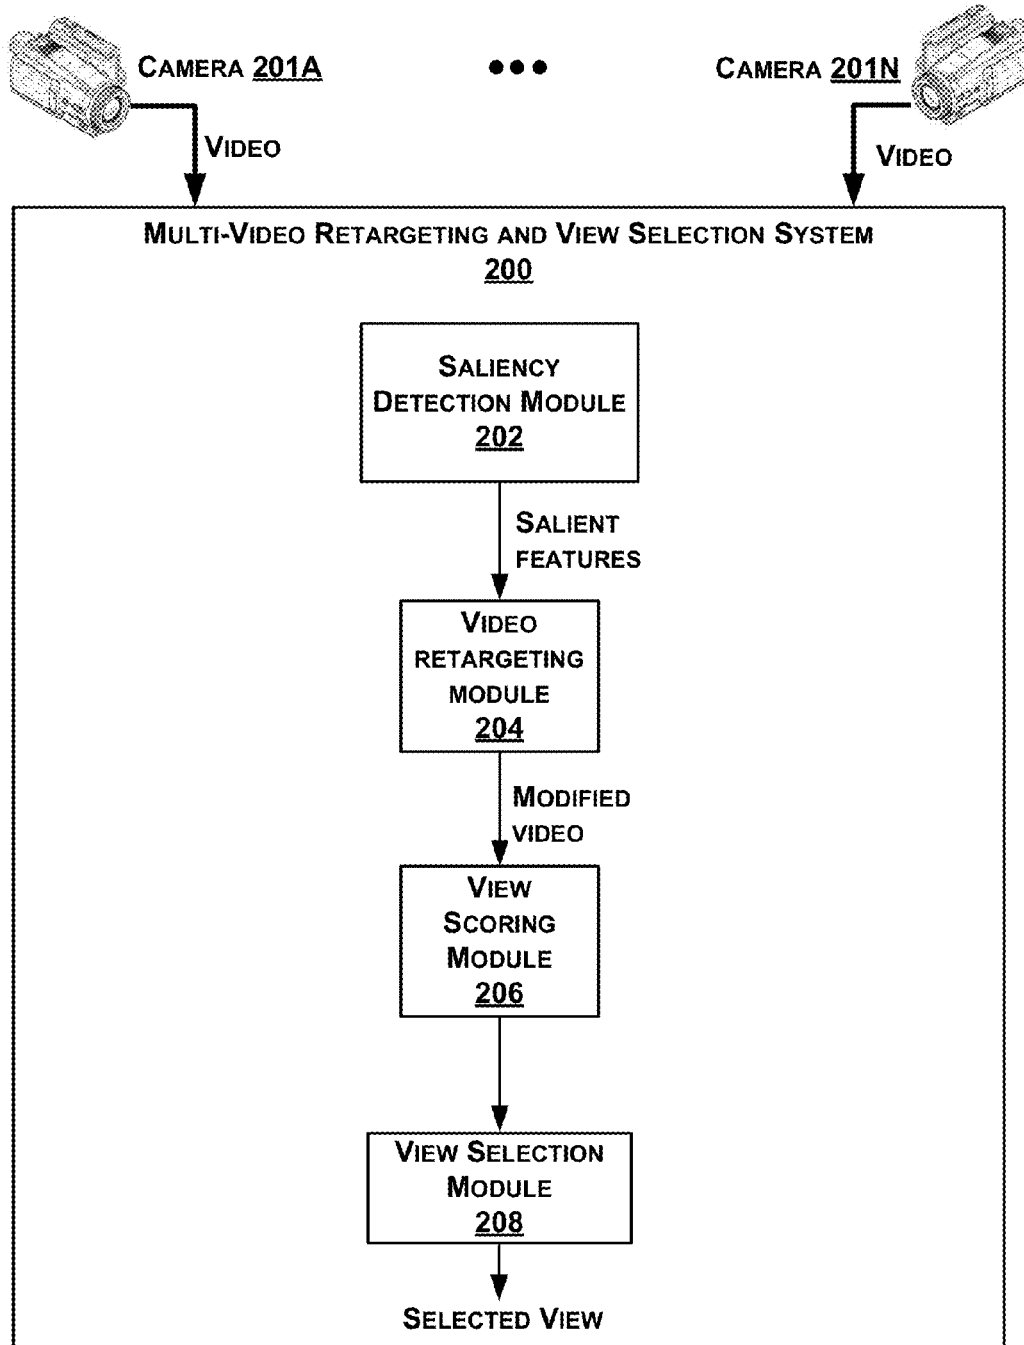 CAMERA 201A
••• CAMERA 201N
VIDEO
VIDEO
MULTI-VIDEO RETARGETING AND VIEW SELECTION SYSTEM
200
SALIENCY
DETECTION MODULE
202
SALIENT
FEATURES
VIDEO
RETARGETING
MODULE
204
MODIFIED
VIDEO
VIEW
SCORING
MODULE
206
VIEW SELECTION
MODULE
208
SELECTED VIEW